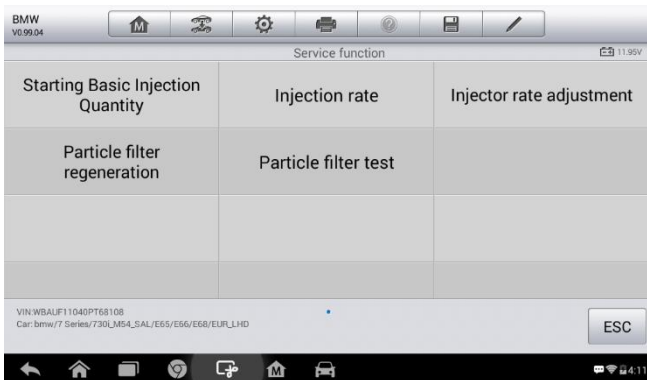 BMW
V0.99.04
M
Service function
11.95V
Starting Basic Injection
Quantity
Injection rate
Injector rate adjustment
Particle filter
regeneration
Particle filter test
VIN:WBAUF11040PT68108
Car: bmw/7 Series/730i_M54_SAL/E65/E66/E68/EUR_LHD
ESC
M
4:11